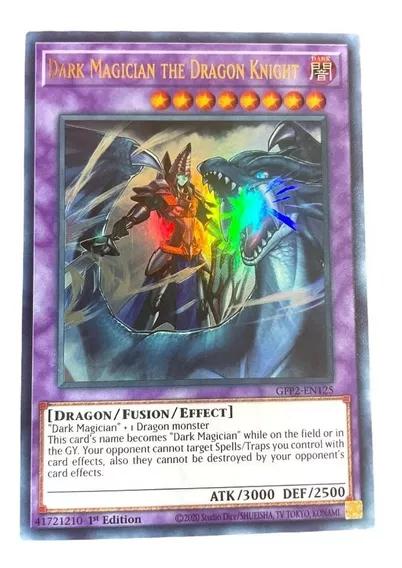 DARK MAGICIAN THE DRAGON KNIGHT
DARK
闇
GFP2-EN125
[DRAGON/FUSION/EFFECT]
"Dark Magician" + 1 Dragon monster
This card's name becomes "Dark Magician" while on the field or in
the GY. Your opponent cannot target Spells/Traps you control with
card effects, also they cannot be destroyed by your opponent's
card effects.
ATK/3000 DEF/2500
41721210 1st Edition
©2020 Studio Dice/SHUEISHA, TV TOKYO, KONAMI